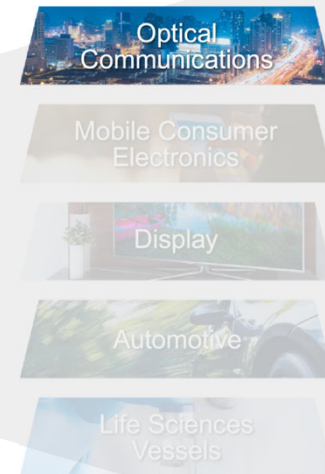 Optical
Communications
Mobile Consumer
Electronics
Display
Automotive
Life Sciences
Vessels